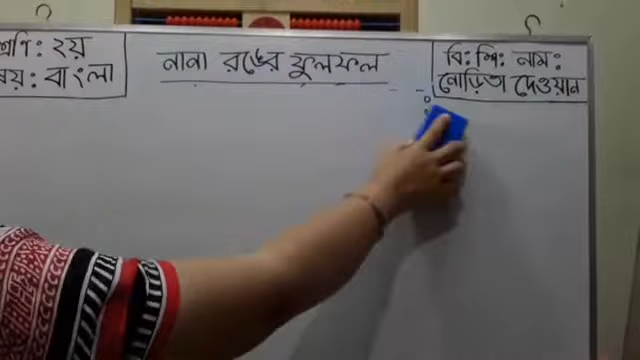 শ্রেণি: ২য়
বিষয়: বাংলা
নানা রঙের ফুলফল
বি: শি: নাম:
নোড়িতা দেওয়ান